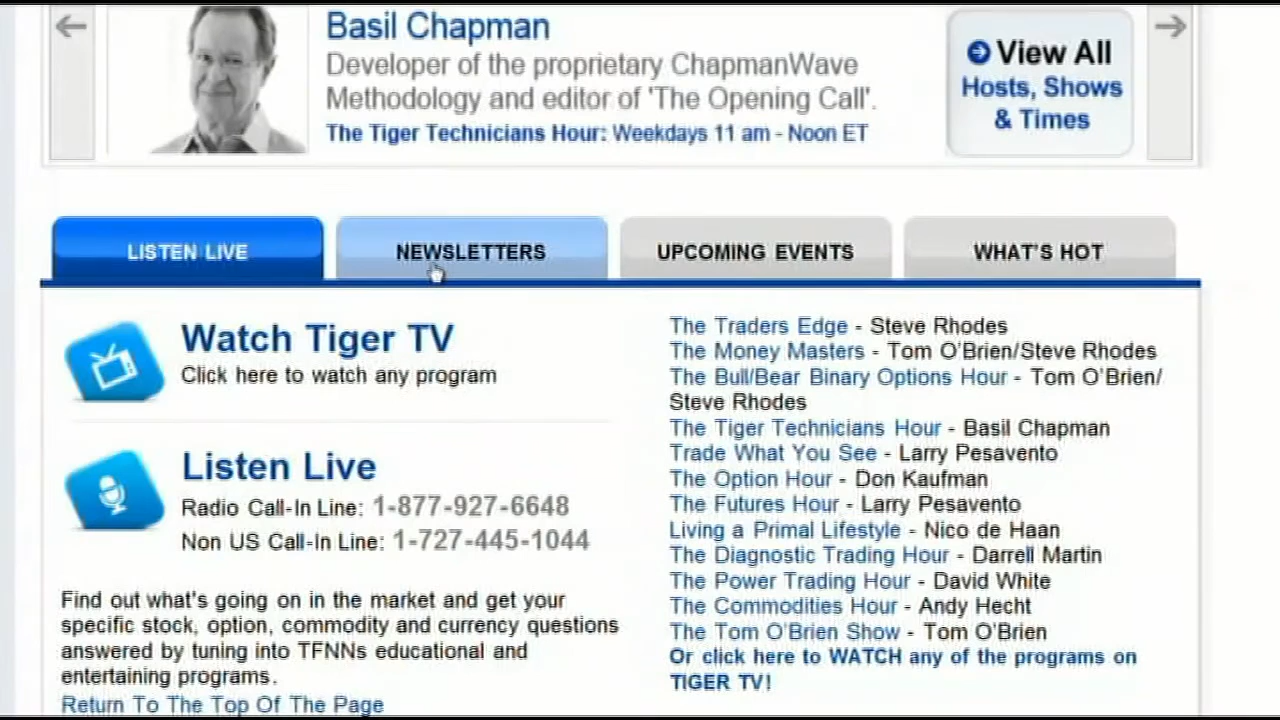 Basil Chapman
Developer of the proprietary ChapmanWave
Methodology and editor of 'The Opening Call'.
The Tiger Technicians Hour: Weekdays 11 am - Noon ET
View All
Hosts, Shows
& Times
LISTEN LIVE
NEWSLETTERS
UPCOMING EVENTS
WHAT'S HOT
Watch Tiger TV
Click here to watch any program
Listen Live
Radio Call-In Line: 1-877-927-6648
Non US Call-In Line: 1-727-445-1044
Find out what's going on in the market and get your
specific stock, option, commodity and currency questions
answered by tuning into TFNNs educational and
entertaining programs.
Return To The Top Of The Page
The Traders Edge - Steve Rhodes
The Money Masters - Tom O'Brien/Steve Rhodes
The Bull/Bear Binary Options Hour - Tom O'Brien/
Steve Rhodes
The Tiger Technicians Hour - Basil Chapman
Trade What You See - Larry Pesavento
The Option Hour - Don Kaufman
The Futures Hour - Larry Pesavento
Living a Primal Lifestyle - Nico de Haan
The Diagnostic Trading Hour - Darrell Martin
The Power Trading Hour - David White
The Commodities Hour - Andy Hecht
The Tom O'Brien Show - Tom O'Brien
Or click here to WATCH any of the programs on
TIGER TV!